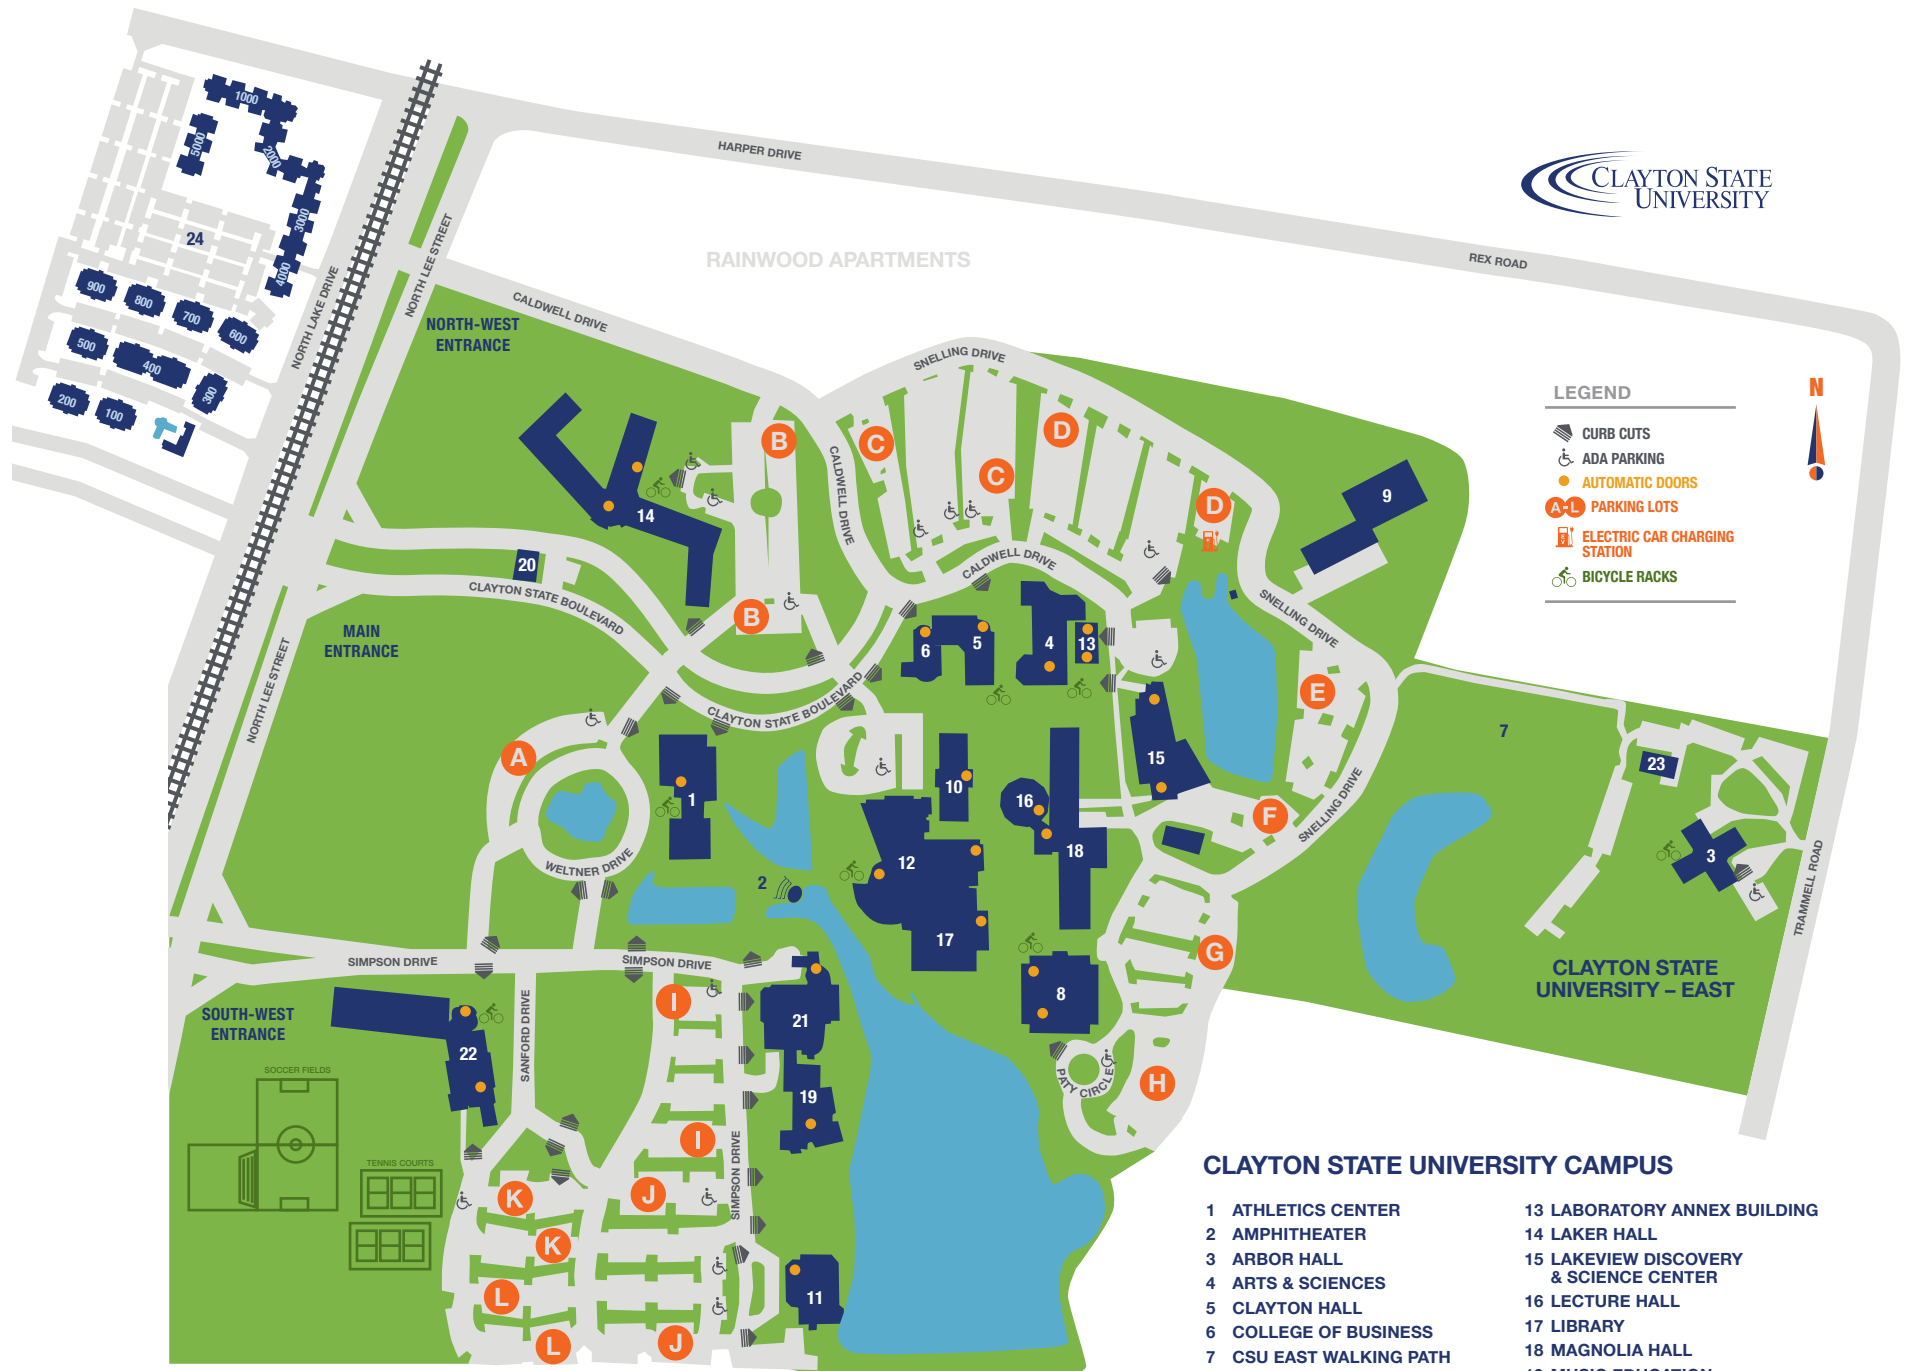 CLAYTON STATE
UNIVERSITY
HARPER DRIVE
REX ROAD
RAINWOOD APARTMENTS
1000
5000
2000
3000
4000
24
900
800
700
600
500
400
300
200
100
NORTH LAKE DRIVE
NORTH LEE STREET
CALDWELL DRIVE
NORTH-WEST
ENTRANCE
SNELLING DRIVE
LEGEND
CURB CUTS
ADA PARKING
AUTOMATIC DOORS
A-L PARKING LOTS
ELECTRIC CAR CHARGING
STATION
BICYCLE RACKS
N
B
C
C
D
D
CALDWELL DRIVE
9
14
20
CLAYTON STATE BOULEVARD
CALDWELL DRIVE
B
MAIN
ENTRANCE
NORTH LEE STREET
SNELLING DRIVE
6
5
4
13
E
7
23
CLAYTON STATE BOULEVARD
A
1
10
15
16
F
SNELLING DRIVE
12
18
3
WELTNER DRIVE
2
TRAMMELL ROAD
17
G
SIMPSON DRIVE
SIMPSON DRIVE
CLAYTON STATE
UNIVERSITY – EAST
8
I
21
SOUTH-WEST
ENTRANCE
SANFORD DRIVE
22
SOCCER FIELDS
PATY CIRCLE
H
19
I
SIMPSON DRIVE
TENNIS COURTS
K
J
K
L
11
L
J
CLAYTON STATE UNIVERSITY CAMPUS
1 ATHLETICS CENTER
2 AMPHITHEATER
3 ARBOR HALL
4 ARTS & SCIENCES
5 CLAYTON HALL
6 COLLEGE OF BUSINESS
7 CSU EAST WALKING PATH
13 LABORATORY ANNEX BUILDING
14 LAKER HALL
15 LAKEVIEW DISCOVERY
& SCIENCE CENTER
16 LECTURE HALL
17 LIBRARY
18 MAGNOLIA HALL
19 MUSIC EDUCATION